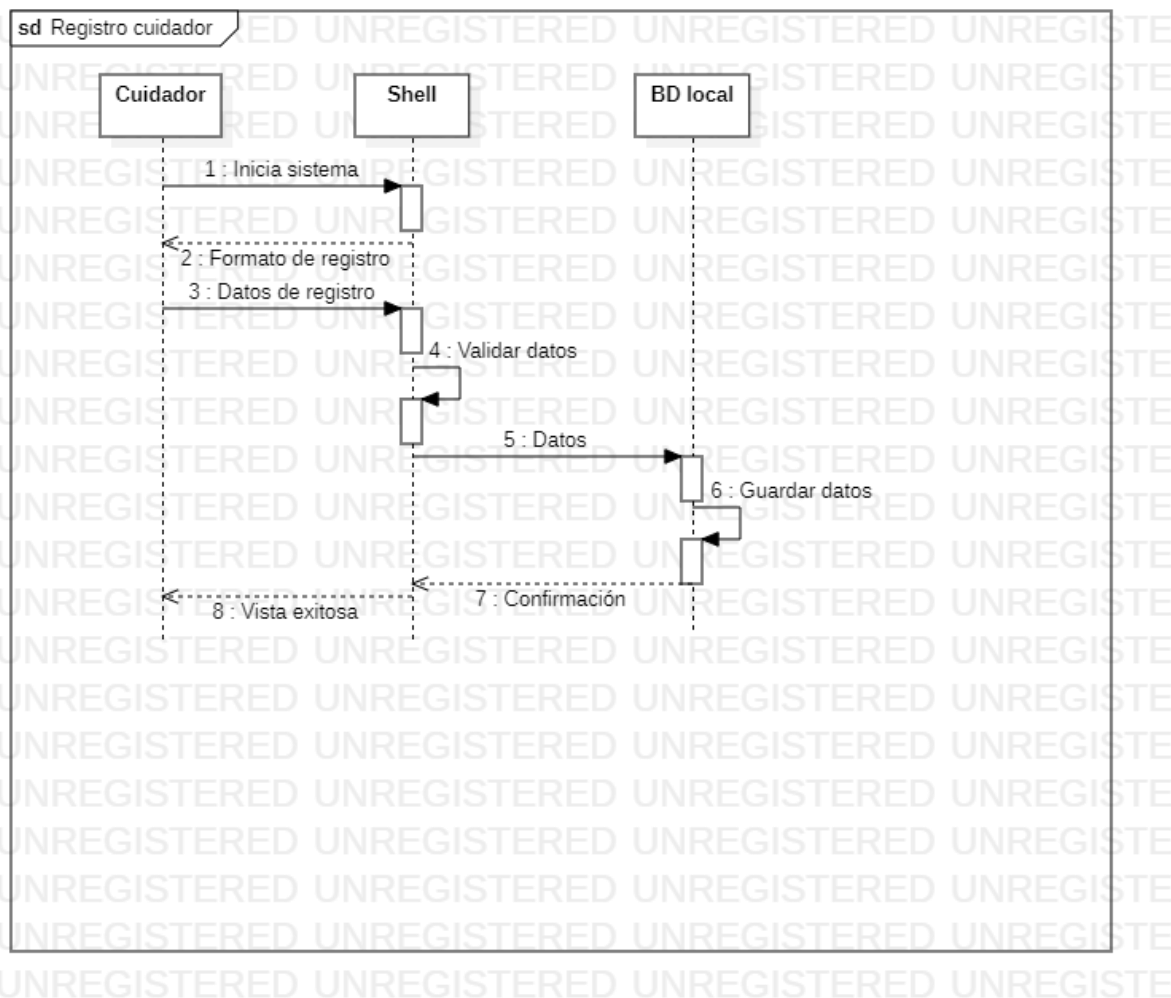 sd Registro cuidador
Cuidador
Shell
BD local
1 : Inicia sistema
2 : Formato de registro
3 : Datos de registro
4 : Validar datos
5 : Datos
6 : Guardar datos
7 : Confirmación
8 : Vista exitosa
UNREGISTERED